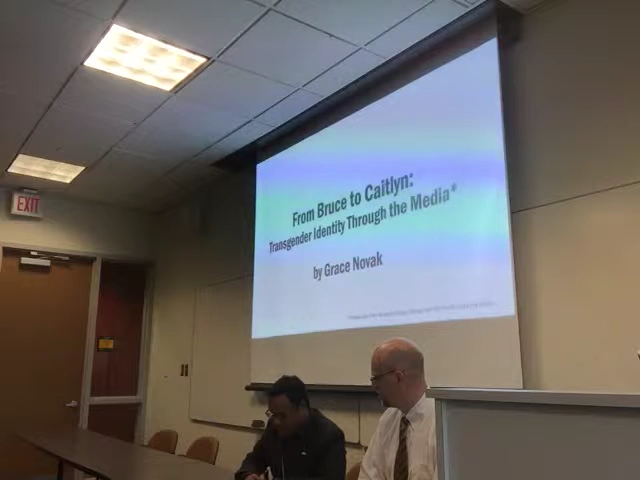 EXIT
From Bruce to Caitlyn:
Transgender Identity Through the Media*
by Grace Novak